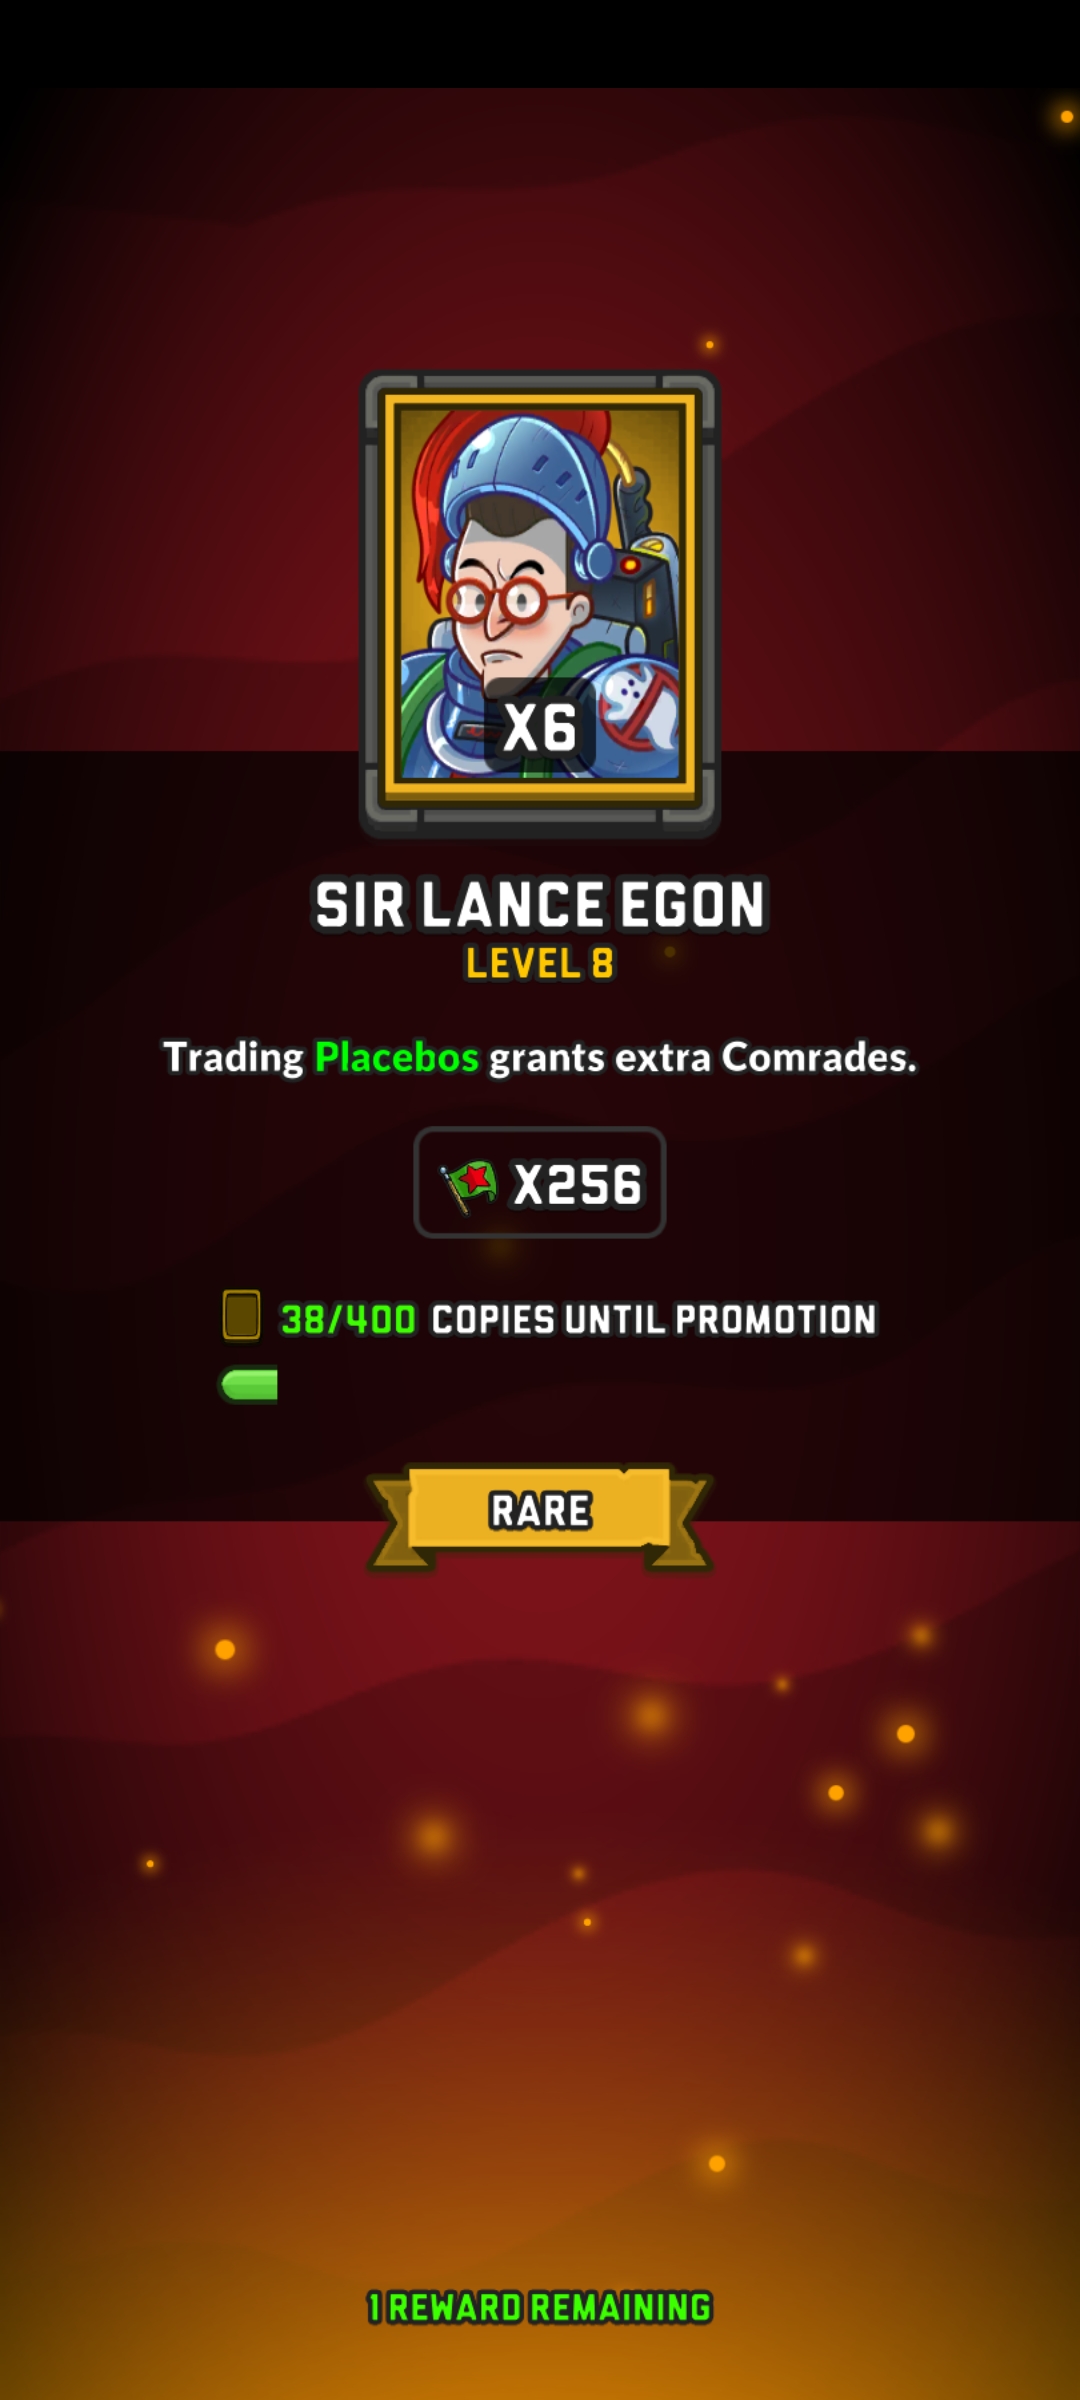 X6
SIR LANCE EGON
LEVEL 8
Trading Placebos grants extra Comrades.
X256
38/400 COPIES UNTIL PROMOTION
RARE
1 REWARD REMAINING